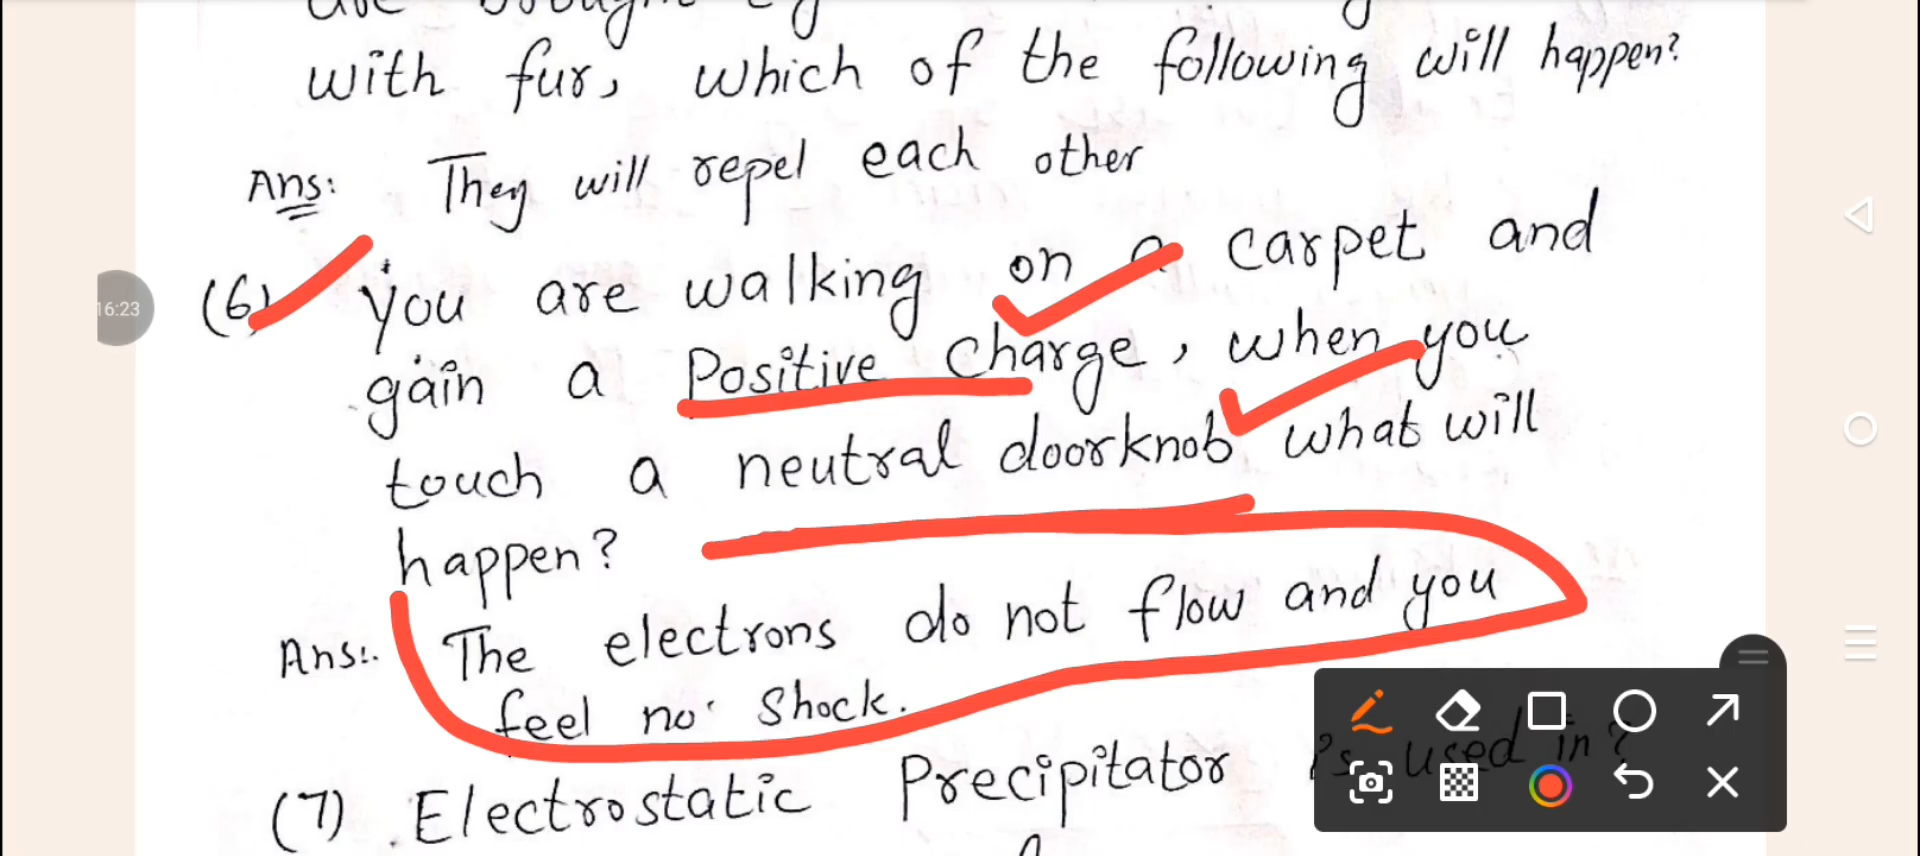 with fur, which of the following will happen?
Ans: They will repel each other
(6) you are walking on a carpet and
16:23
gain a Positive Charge, when you
touch a neutral doorknob what will
happen?
Ans:. The electrons do not flow and you
feel no shock.
(7) Electrostatic Precipitator is used in?